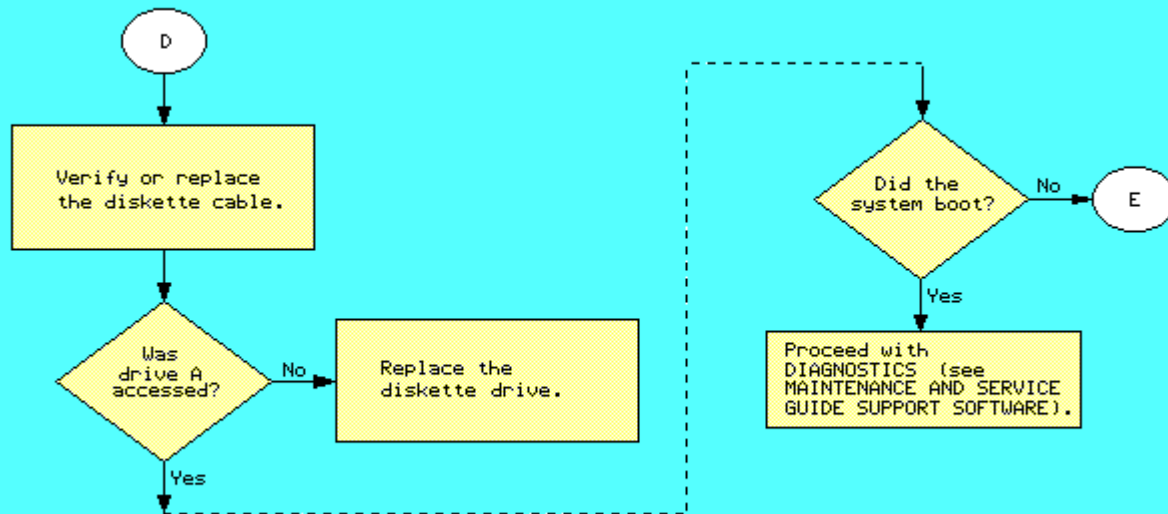 D
Verify or replace
the diskette cable.
Was
drive A
accessed?
No
Replace the
diskette drive.
Yes
Did the
system boot?
No
E
Yes
Proceed with
DIAGNOSTICS (see
MAINTENANCE AND SERVICE
GUIDE SUPPORT SOFTWARE).